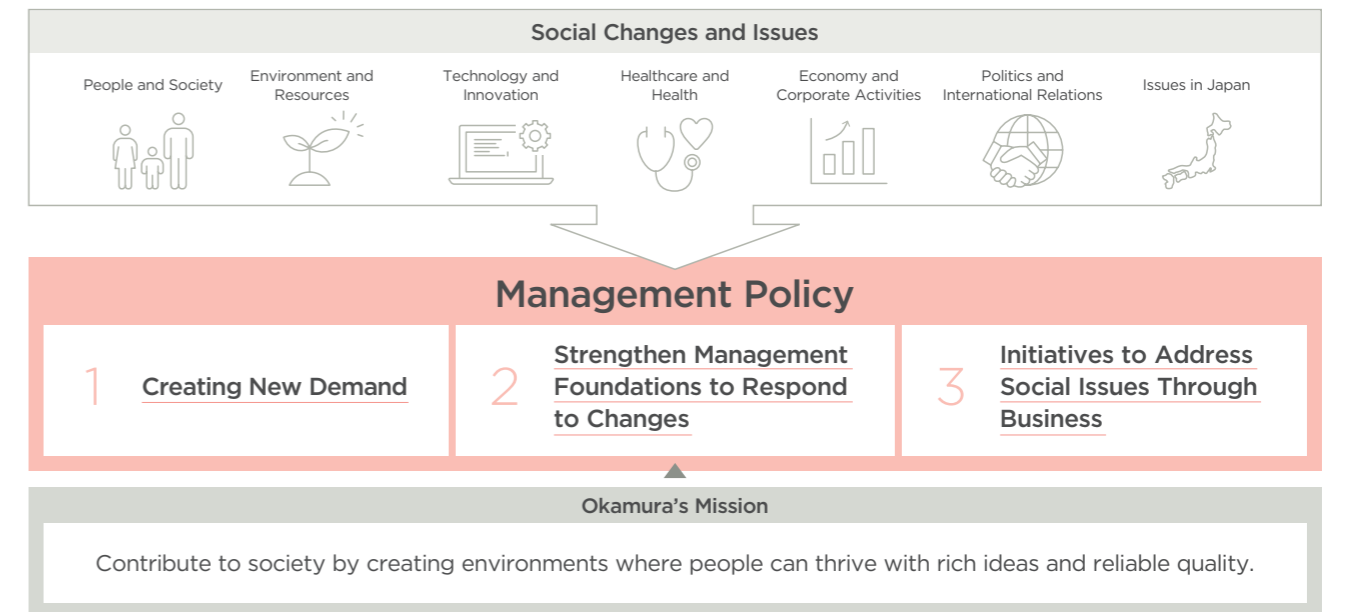 Social Changes and Issues
People and Society
Environment and
Resources
Technology and
Innovation
Healthcare and
Health
Economy and
Corporate Activities
Politics and
International Relations
Issues in Japan
Management Policy
1
Creating New Demand
2
Strengthen Management
Foundations to Respond
to Changes
3
Initiatives to Address
Social Issues Through
Business
Okamura’s Mission
Contribute to society by creating environments where people can thrive with rich ideas and reliable quality.